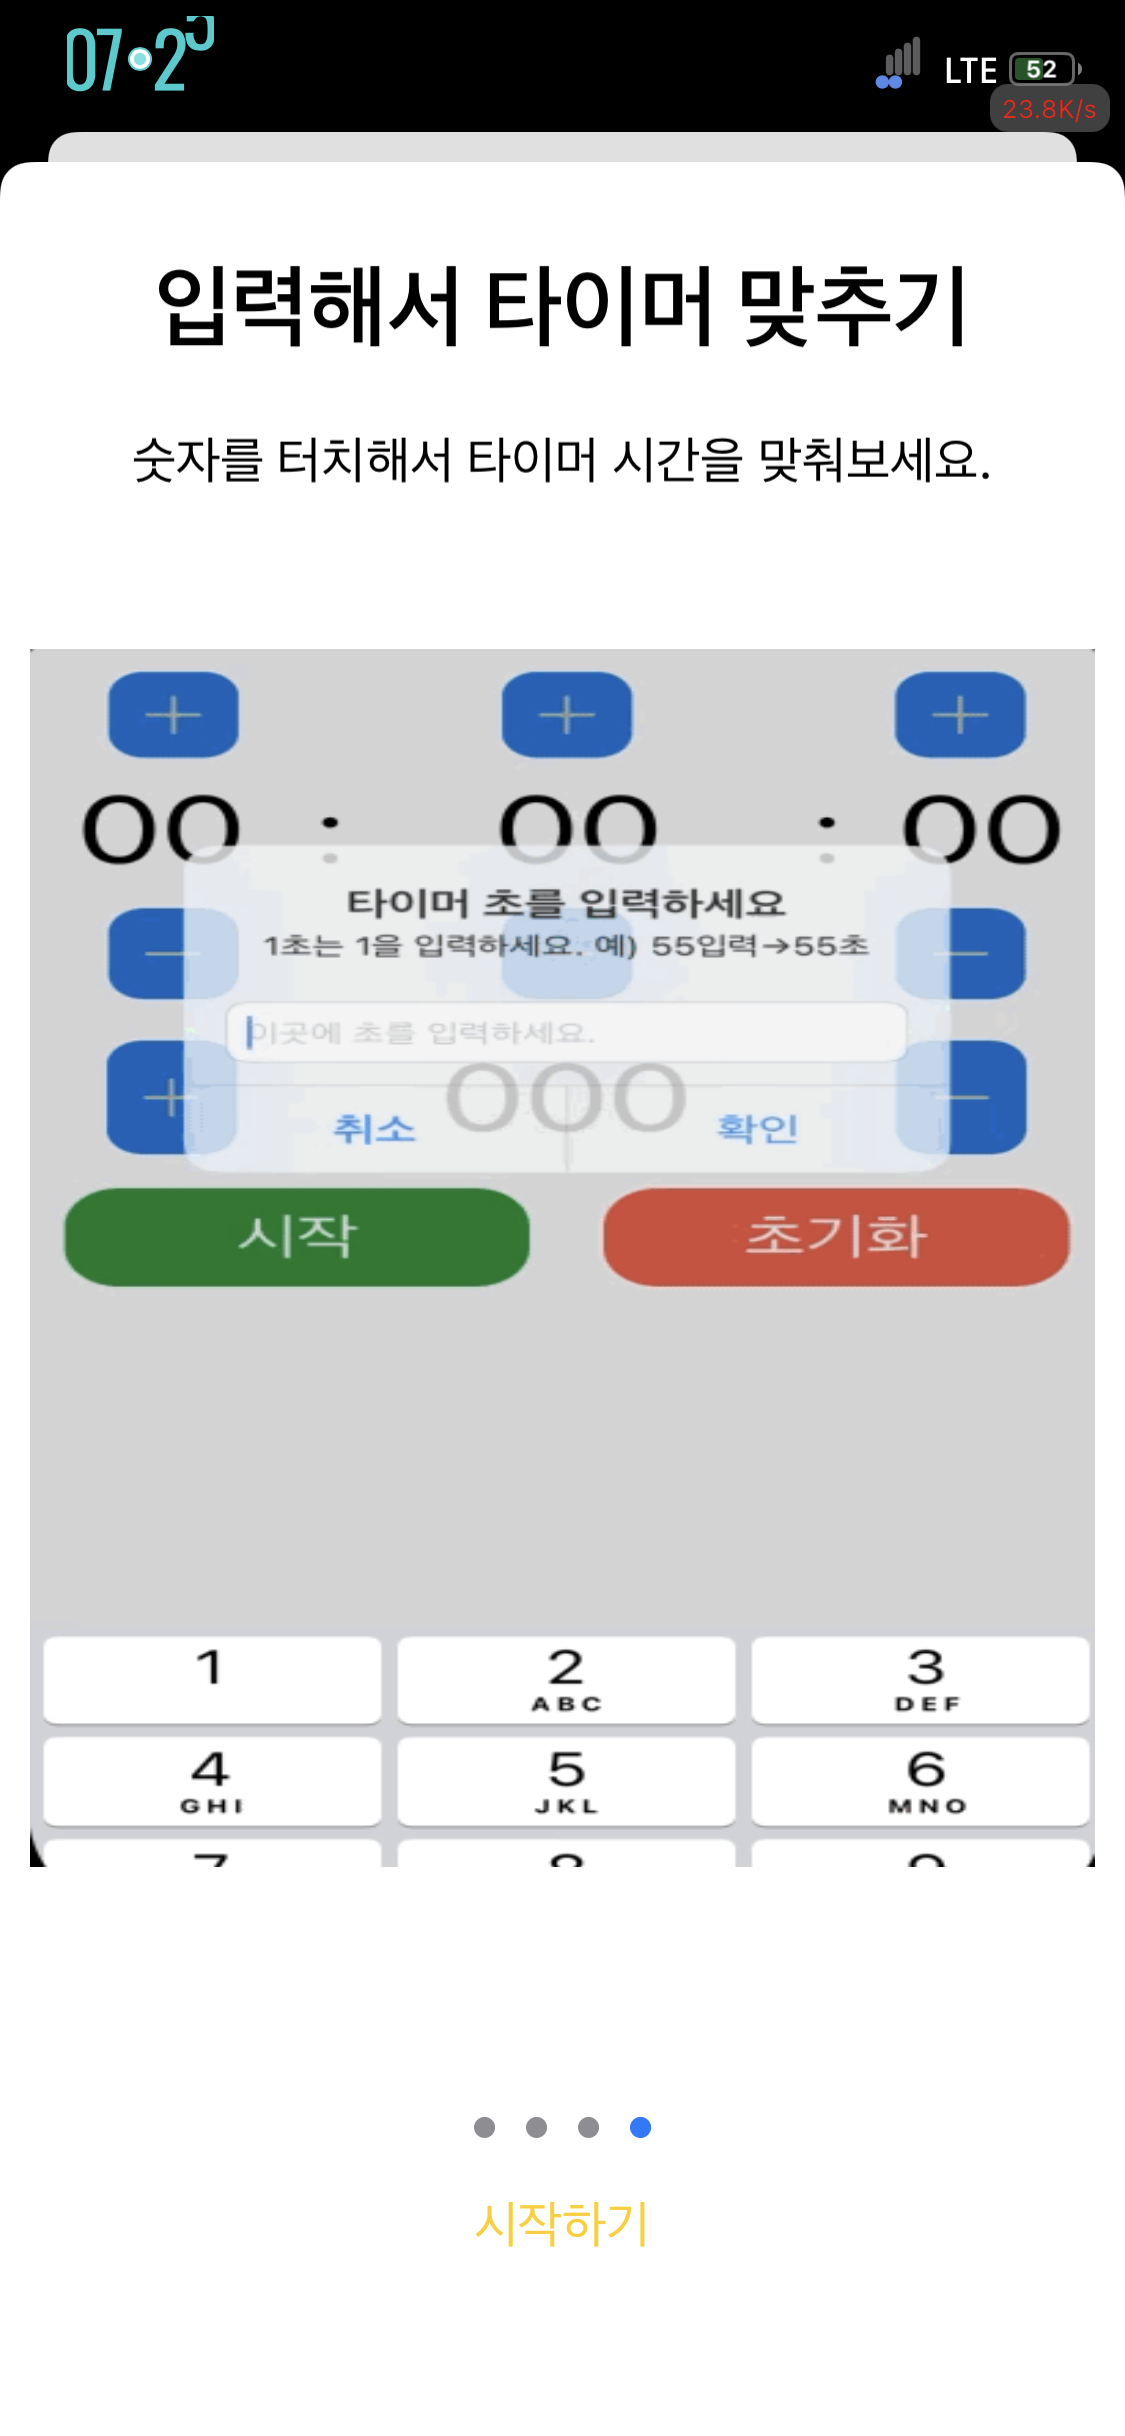 LTE 52
23.8K/s
입력해서 타이머 맞추기
숫자를 터치해서 타이머 시간을 맞춰보세요.
+ + +
00 : 00 : 00
타이머 초를 입력하세요
1초는 1을 입력하세요. 예) 55입력→55초
이곳에 초를 입력하세요.
000
취소 확인
시작 초기화
1 2 3
ABC DEF
4 5 6
GHI JKL MNO
7 8 9
시작하기